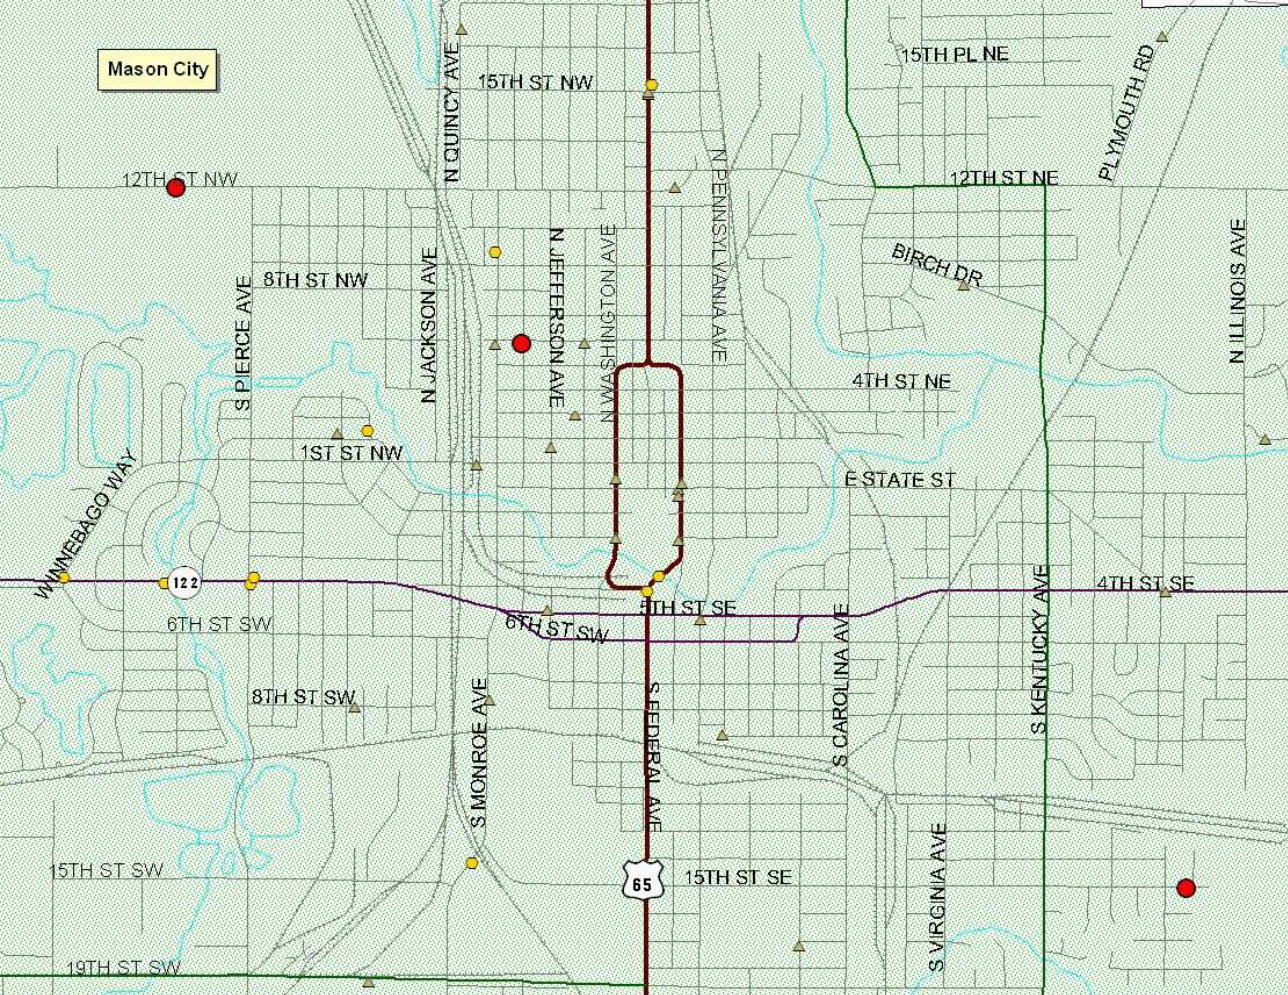 15TH PL NE
Mason City
15TH ST NW
N QUINCY AVE
PLYMOUTH RD
12TH ST NW
12TH ST NE
N PENNSYLVANIA AVE
BIRCH DR
N ILLINOIS AVE
8TH ST NW
N JEFFERSON AVE
N WASHINGTON AVE
N JACKSON AVE
S PIERCE AVE
4TH ST NE
1ST ST NW
E STATE ST
WINNEBAGO WAY
122
4TH ST SE
5TH ST SE
6TH ST SW
6TH ST SW
S CAROLINA AVE
S KENTUCKY AVE
8TH ST SW
S MONROE AVE
S FEDERAL AVE
15TH ST SW
65
15TH ST SE
S VIRGINIA AVE
19TH ST SW